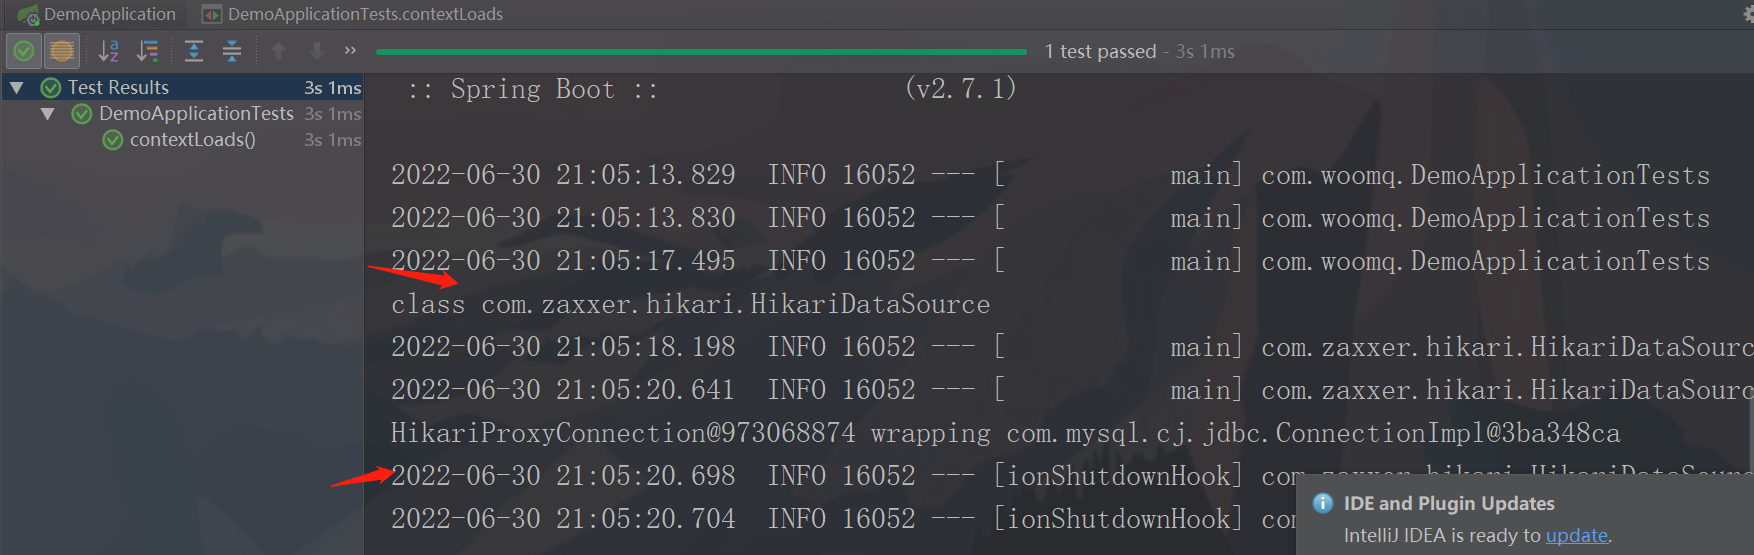 DemoApplication DemoApplicationTests.contextLoads
1 test passed - 3s 1ms
Test Results 3s 1ms
DemoApplicationTests 3s 1ms
contextLoads() 3s 1ms
:: Spring Boot :: (v2.7.1)
2022-06-30 21:05:13.829 INFO 16052 --- [ main] com.woomq.DemoApplicationTests
2022-06-30 21:05:13.830 INFO 16052 --- [ main] com.woomq.DemoApplicationTests
2022-06-30 21:05:17.495 INFO 16052 --- [ main] com.woomq.DemoApplicationTests
class com.zaxxer.hikari.HikariDataSource
2022-06-30 21:05:18.198 INFO 16052 --- [ main] com.zaxxer.hikari.HikariDataSourc
2022-06-30 21:05:20.641 INFO 16052 --- [ main] com.zaxxer.hikari.HikariDataSourc
HikariProxyConnection@973068874 wrapping com.mysql.cj.jdbc.ConnectionImpl@3ba348ca
2022-06-30 21:05:20.698 INFO 16052 --- [ionShutdownHook] com.zaxxer.hikari.HikariDataSourc
2022-06-30 21:05:20.704 INFO 16052 --- [ionShutdownHook] co
IDE and Plugin Updates
IntelliJ IDEA is ready to update.